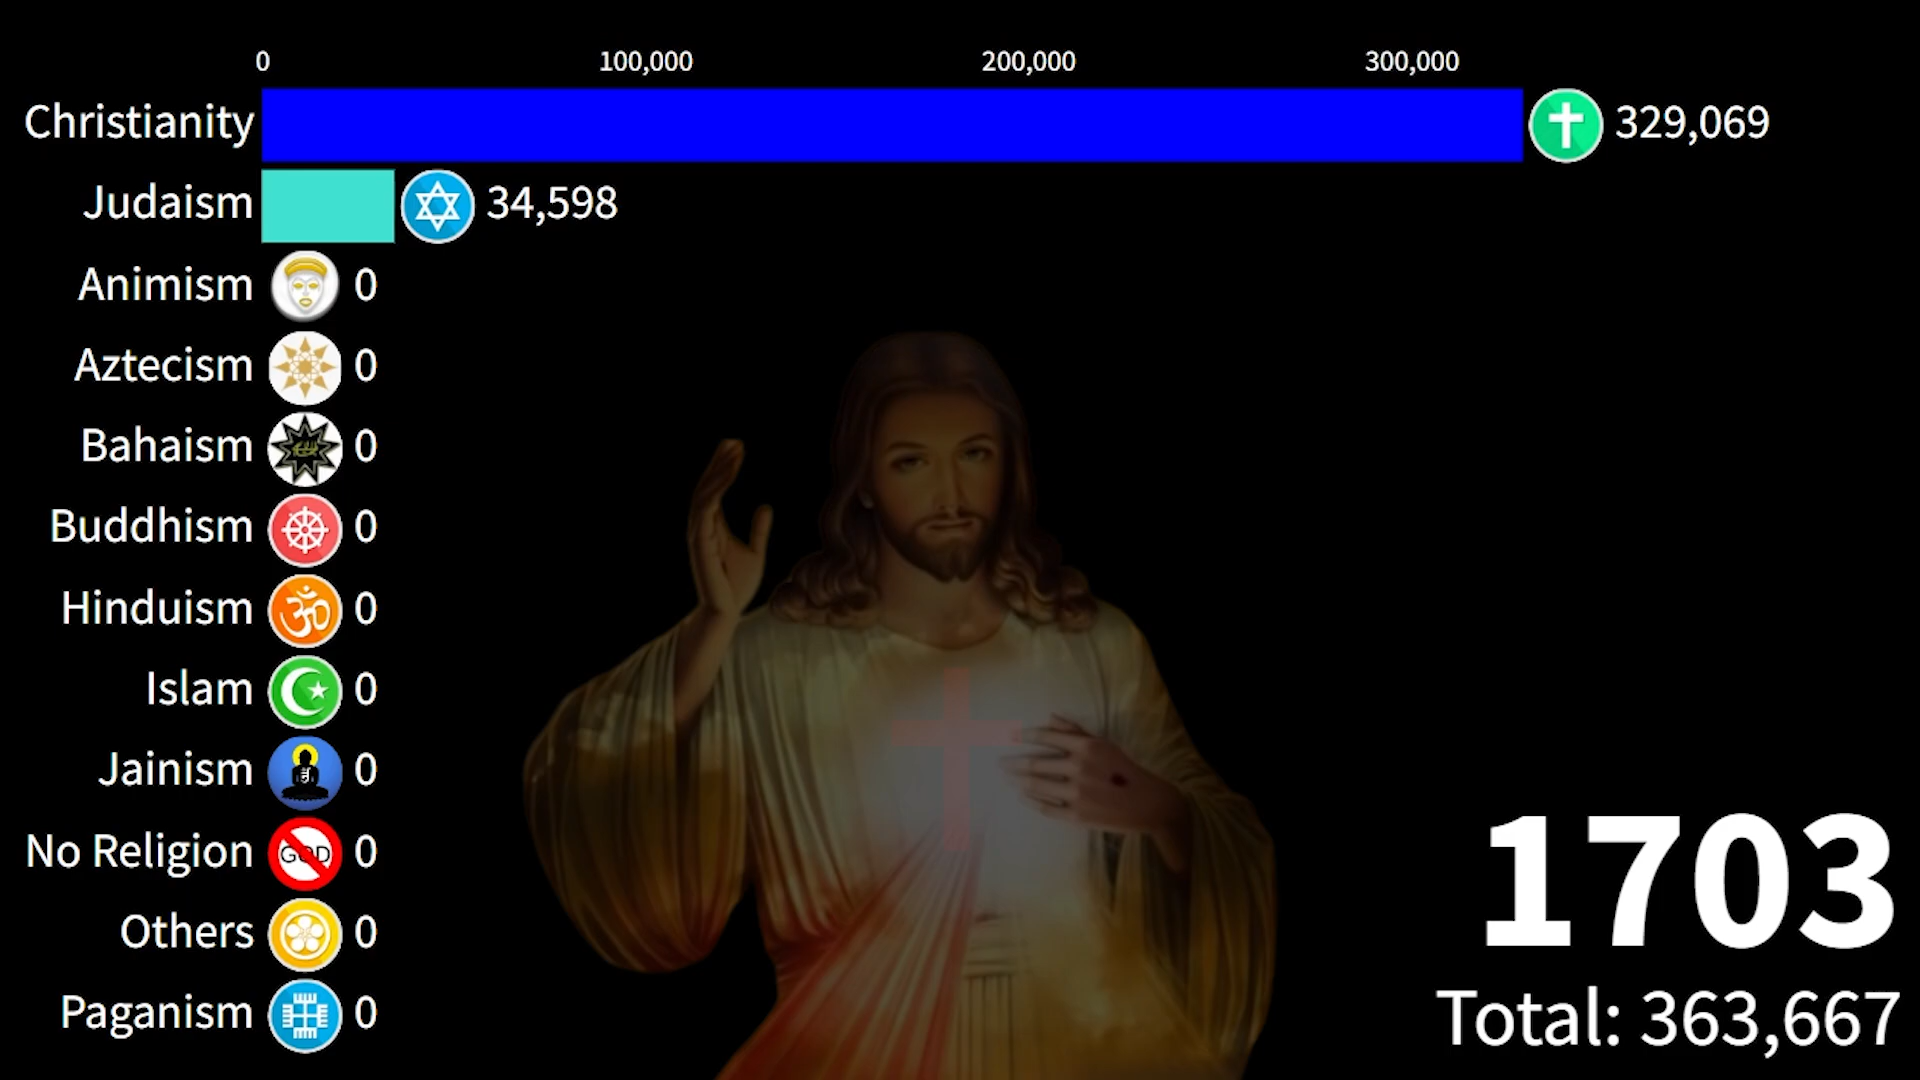 0 100,000 200,000 300,000
Christianity 329,069
Judaism 34,598
Animism 0
Aztecism 0
Bahaism 0
Buddhism 0
Hinduism 0
Islam 0
Jainism 0
No Religion GOD 0
Others 0
Paganism 0
1703
Total: 363,667